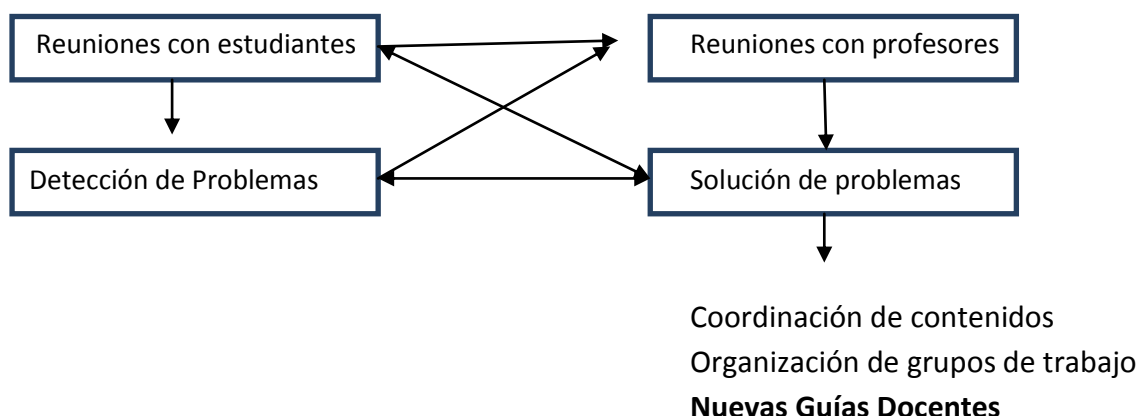 Reuniones con estudiantes
Reuniones con profesores
Detección de Problemas
Solución de problemas
Coordinación de contenidos
Organización de grupos de trabajo
Nuevas Guías Docentes